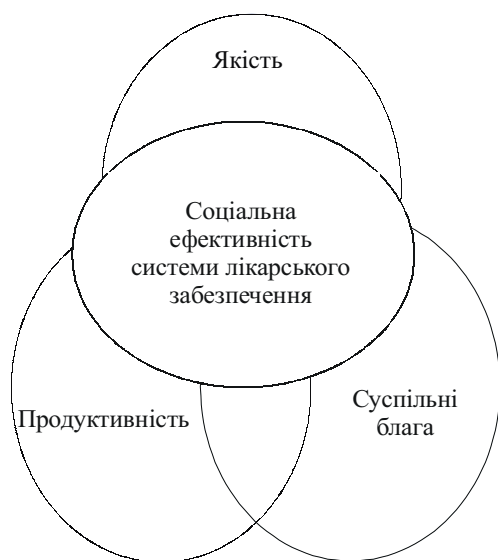 Якість
Соціальна
ефективність
системи лікарського
забезпечення
Продуктивність
Суспільні
блага